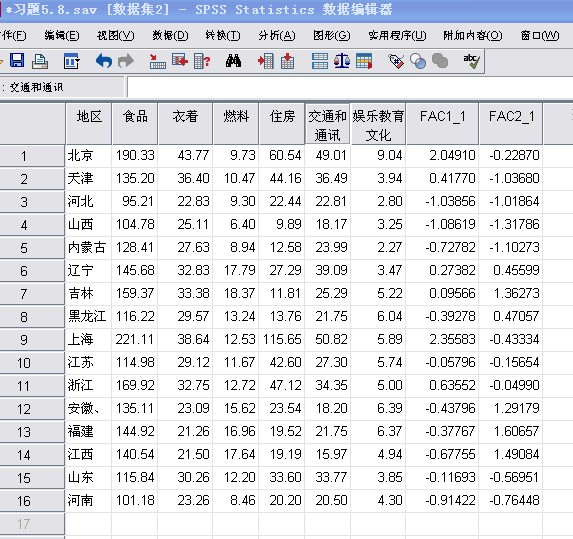 *习题5.8.sav [数据集2] - SPSS Statistics 数据编辑器
件(F) 编辑(E) 视图(V) 数据(D) 转换(T) 分析(A) 图形(G) 实用程序(U) 附加内容(O) 窗口(W)
: 交通和通讯
地区 食品 衣着 燃料 住房 交通和通讯 娱乐教育文化 FAC1_1 FAC2_1
1 北京 190.33 43.77 9.73 60.54 49.01 9.04 2.04910 -0.22870
2 天津 135.20 36.40 10.47 44.16 36.49 3.94 0.41770 -1.03680
3 河北 95.21 22.83 9.30 22.44 22.81 2.80 -1.03856 -1.01864
4 山西 104.78 25.11 6.40 9.89 18.17 3.25 -1.08619 -1.31786
5 内蒙古 128.41 27.63 8.94 12.58 23.99 2.27 -0.72782 -1.10273
6 辽宁 145.68 32.83 17.79 27.29 39.09 3.47 0.27382 0.45599
7 吉林 159.37 33.38 18.37 11.81 25.29 5.22 0.09566 1.36273
8 黑龙江 116.22 29.57 13.24 13.76 21.75 6.04 -0.39278 0.47057
9 上海 221.11 38.64 12.53 115.65 50.82 5.89 2.35583 -0.43334
10 江苏 114.98 29.12 11.67 42.60 27.30 5.74 -0.05796 -0.15654
11 浙江 169.92 32.75 12.72 47.12 34.35 5.00 0.63552 -0.04990
12 安徽、 135.11 23.09 15.62 23.54 18.20 6.39 -0.43796 1.29179
13 福建 144.92 21.26 16.96 19.52 21.75 6.37 -0.37767 1.60657
14 江西 140.54 21.50 17.64 19.19 15.97 4.94 -0.67755 1.49084
15 山东 115.84 30.26 12.20 33.60 33.77 3.85 -0.11693 -0.56951
16 河南 101.18 23.26 8.46 20.20 20.50 4.30 -0.91422 -0.76448
17